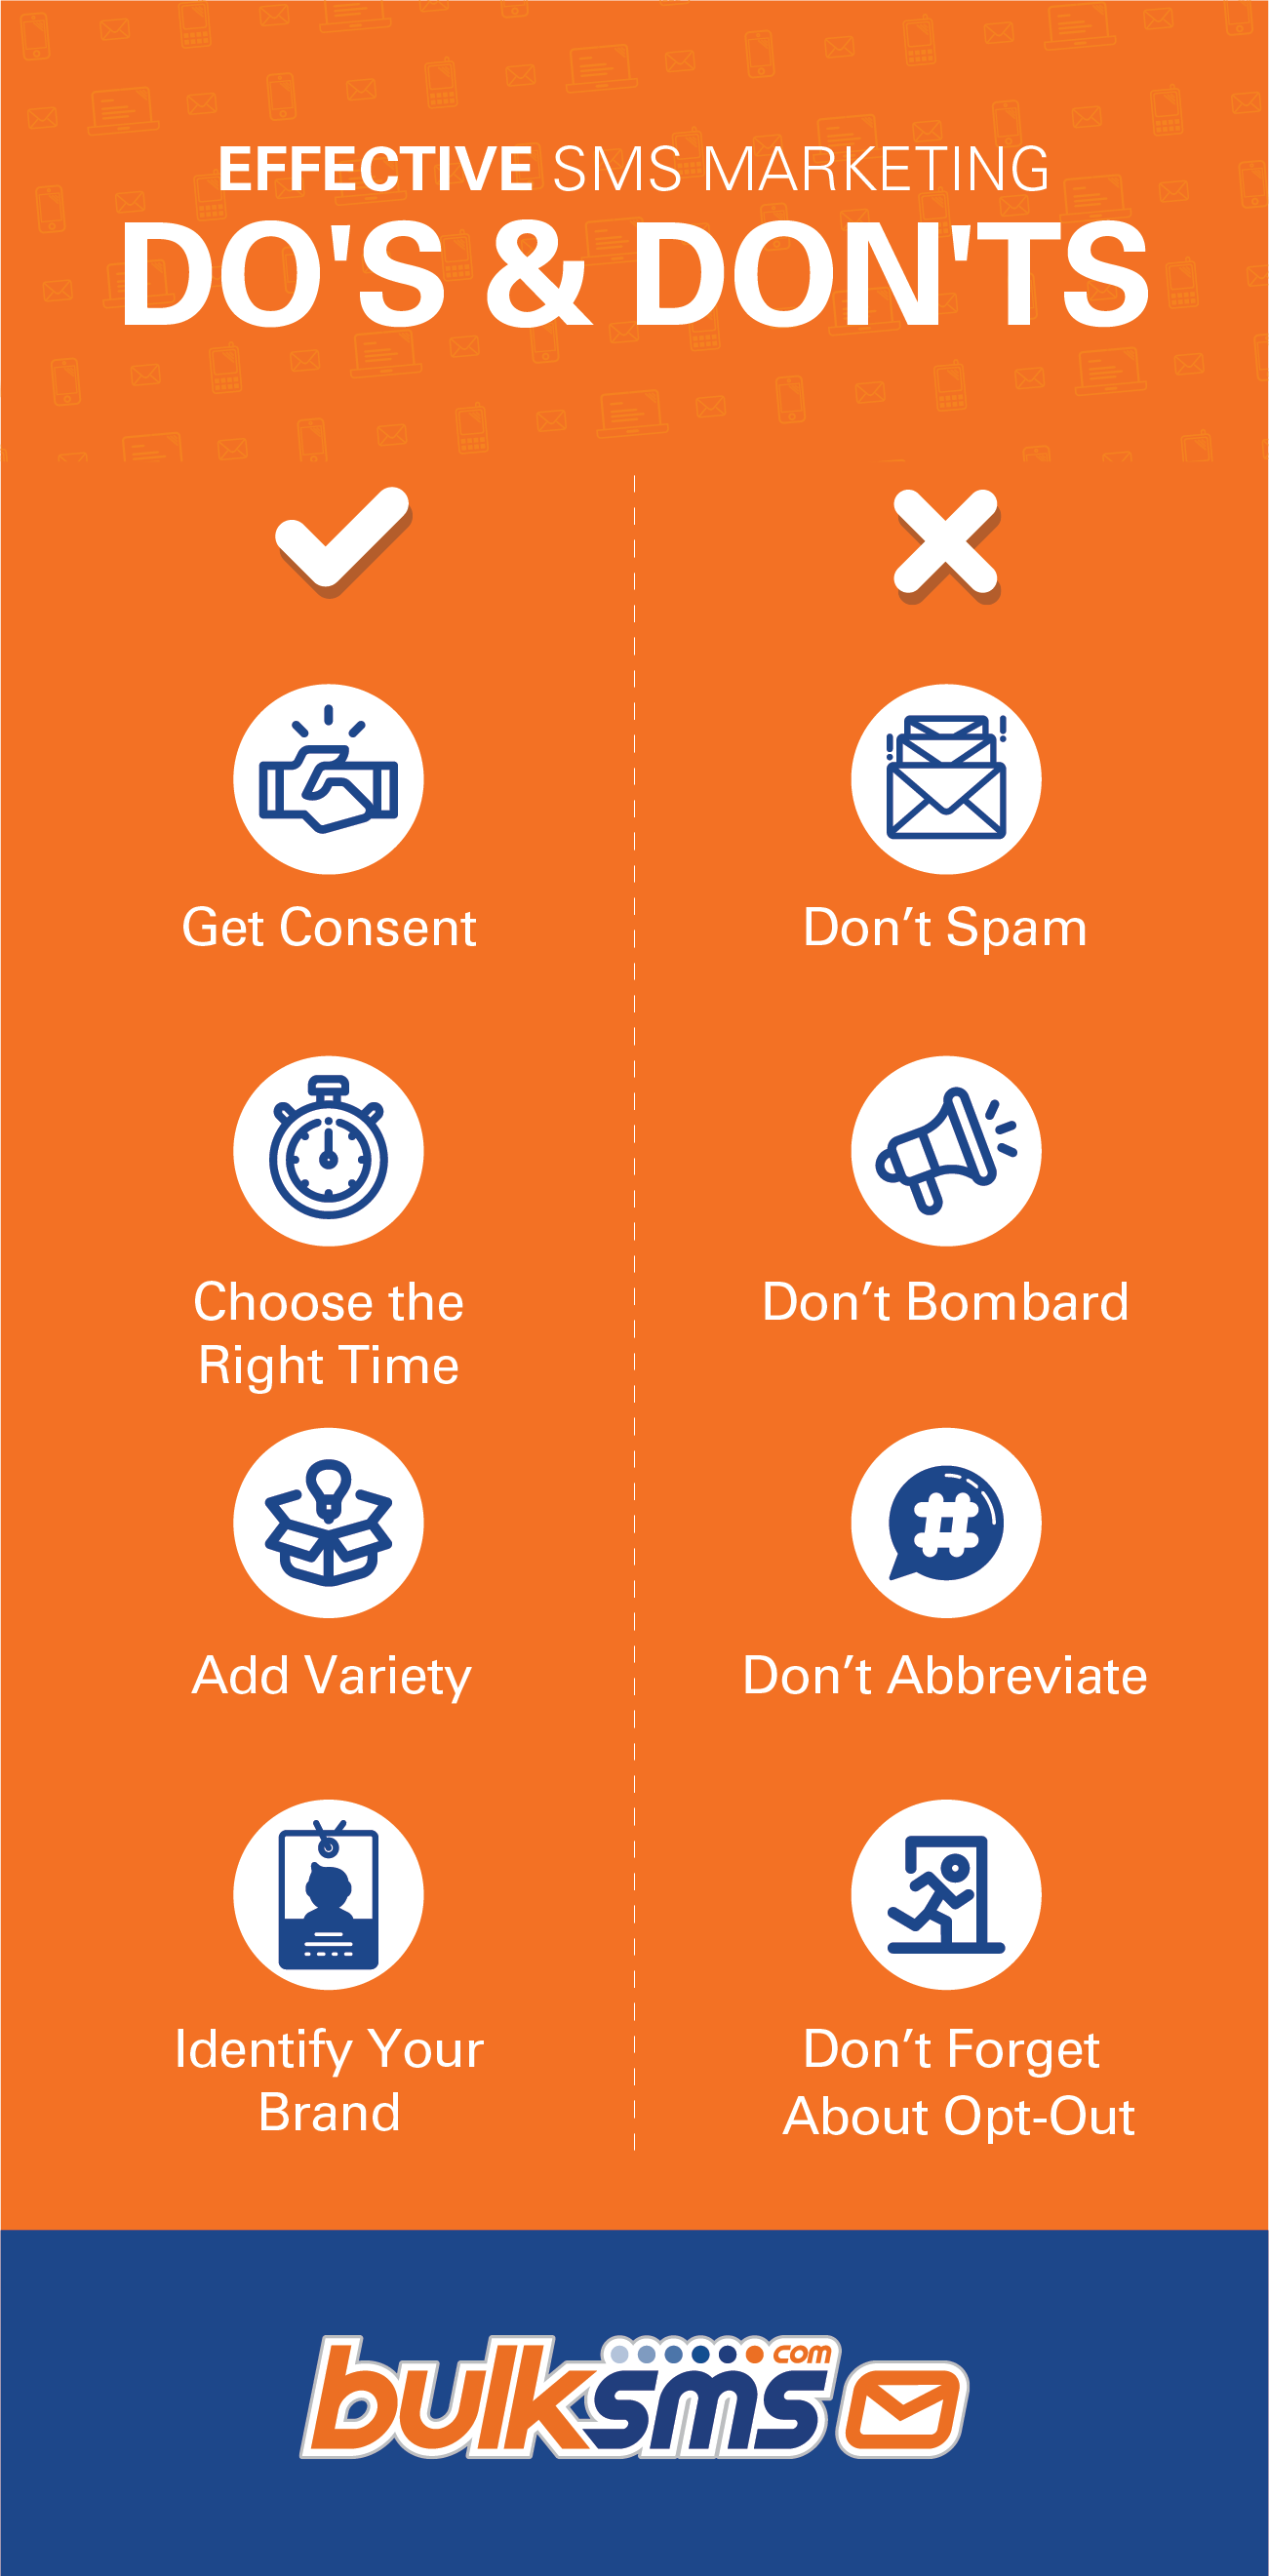 EFFECTIVE SMS MARKETING
DO'S & DON'TS
Get Consent
Don’t Spam
Choose the
Right Time
Don’t Bombard
Add Variety
Don’t Abbreviate
Identify Your
Brand
Don’t Forget
About Opt-Out
bulksms.com